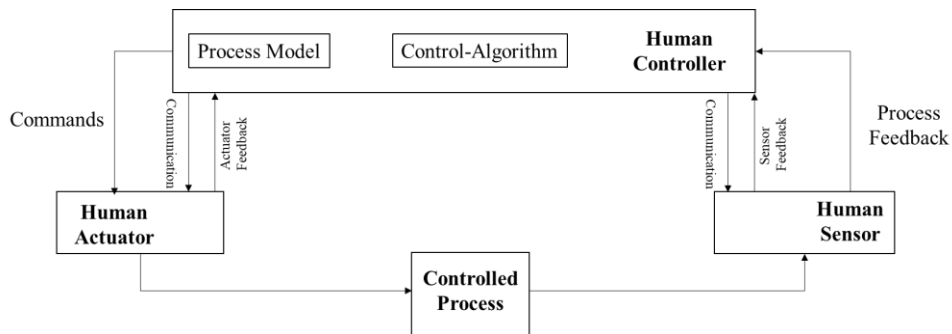 Process Model
Control-Algorithm
Human
Controller
Commands
Communication
Actuator
Feedback
Communication
Sensor
Feedback
Process
Feedback
Human
Actuator
Human
Sensor
Controlled
Process